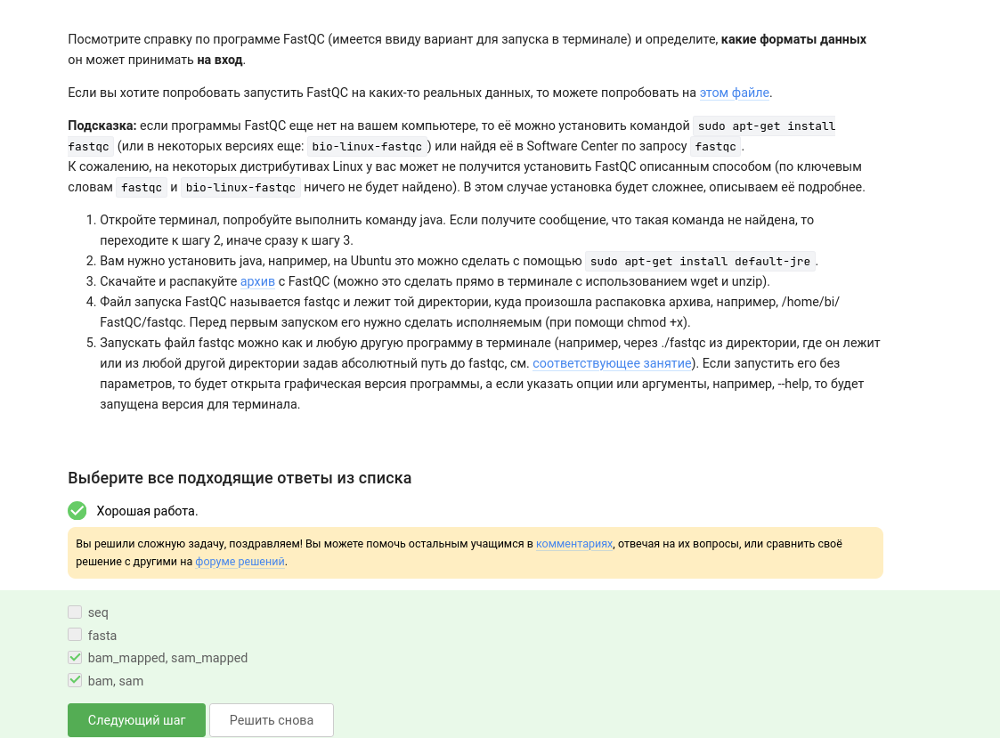 Посмотрите справку по программе FastQC (имеется ввиду вариант для запуска в терминале) и определите, какие форматы данных
он может принимать на вход.
Если вы хотите попробовать запустить FastQC на каких-то реальных данных, то можете попробовать на этом файле.
Подсказка: если программы FastQC еще нет на вашем компьютере, то её можно установить командой sudo apt-get install
fastqc (или в некоторых версиях еще: bio-linux-fastqc ) или найдя её в Software Center по запросу fastqc .
К сожалению, на некоторых дистрибутивах Linux у вас может не получится установить FastQC описанным способом (по ключевым
словам fastqc и bio-linux-fastqc ничего не будет найдено). В этом случае установка будет сложнее, описываем её подробнее.
1. Откройте терминал, попробуйте выполнить команду java. Если получите сообщение, что такая команда не найдена, то
переходите к шагу 2, иначе сразу к шагу 3.
2. Вам нужно установить java, например, на Ubuntu это можно сделать с помощью sudo apt-get install default-jre .
3. Скачайте и распакуйте архив с FastQC (можно это сделать прямо в терминале с использованием wget и unzip).
4. Файл запуска FastQC называется fastqc и лежит той директории, куда произошла распаковка архива, например, /home/bi/
FastQC/fastqc. Перед первым запуском его нужно сделать исполняемым (при помощи chmod +x).
5. Запускать файл fastqc можно как и любую другую программу в терминале (например, через ./fastqc из директории, где он лежит
или из любой другой директории задав абсолютный путь до fastqc, см. соответствующее занятие). Если запустить его без
параметров, то будет открыта графическая версия программы, а если указать опции или аргументы, например, --help, то будет
запущена версия для терминала.
Выберите все подходящие ответы из списка
Хорошая работа.
Вы решили сложную задачу, поздравляем! Вы можете помочь остальным учащимся в комментариях, отвечая на их вопросы, или сравнить своё
решение с другими на форуме решений.
seq
fasta
bam_mapped, sam_mapped
bam, sam
Следующий шаг
Решить снова